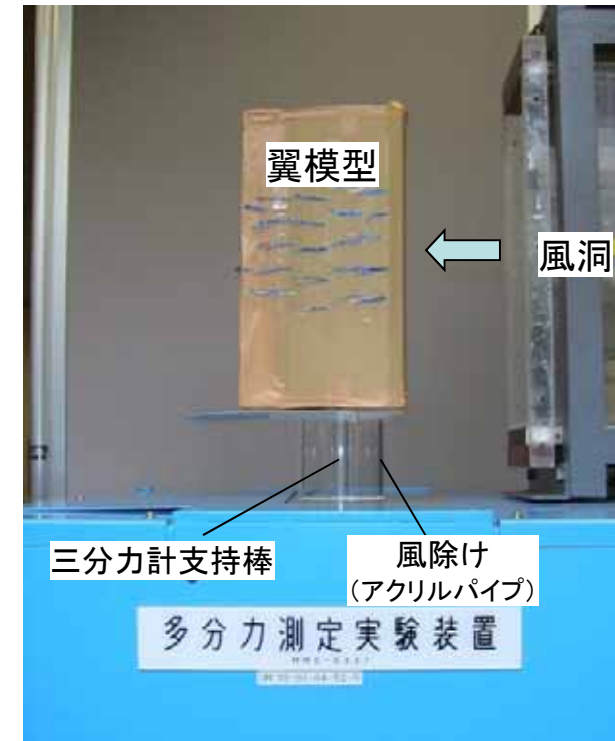 翼模型
風洞
三分力計支持棒
風除け
(アクリルパイプ)
多分力測定実験装置